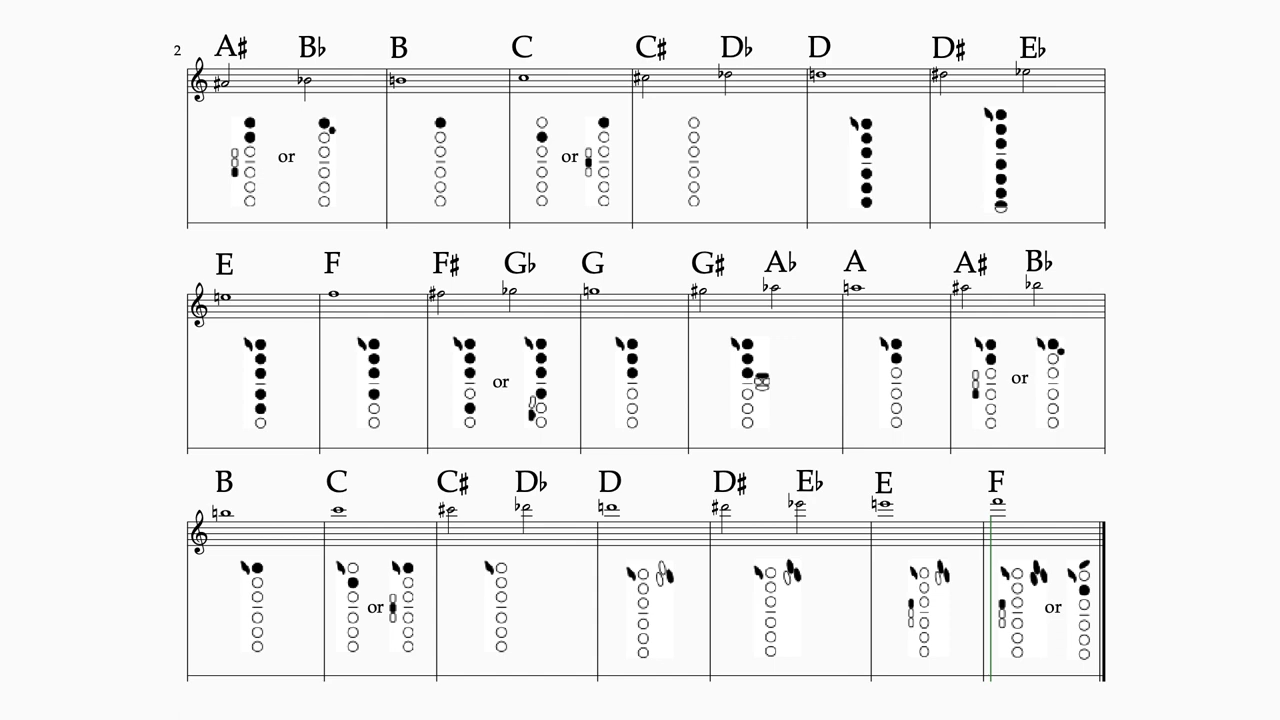 2
A♯ B♭ B C C♯ D♭ D D♯ E♭
or or
E F F♯ G♭ G G♯ A♭ A A♯ B♭
or or
B C C♯ D♭ D D♯ E♭ E F
or or